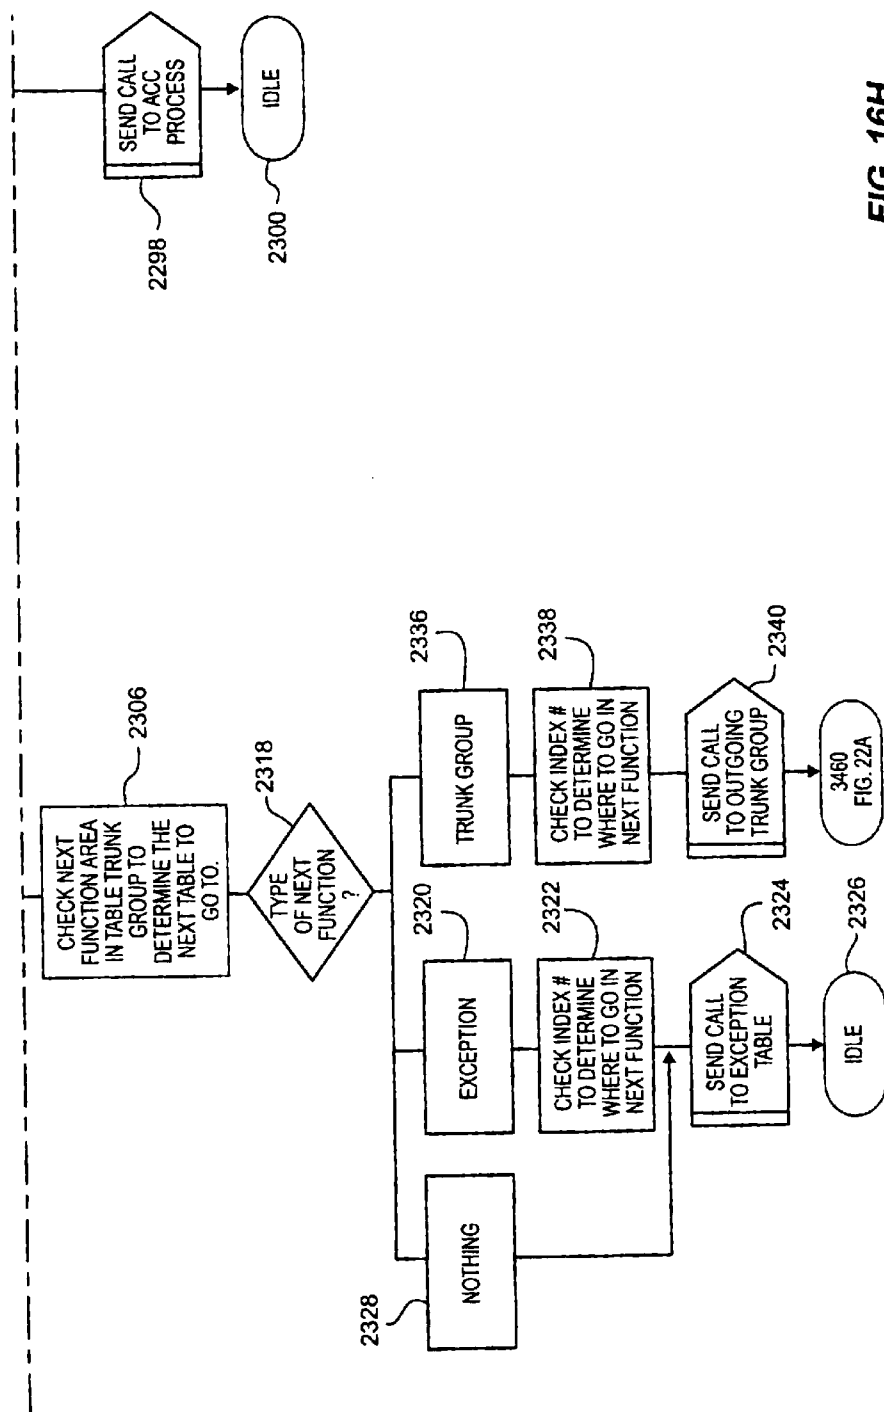 CHECK NEXT
FUNCTION AREA
IN TABLE TRUNK
GROUP TO
DETERMINE THE
NEXT TABLE TO
GO TO.
2306
TYPE
OF NEXT
FUNCTION
?
2318
NOTHING
2328
EXCEPTION
2320
TRUNK GROUP
2336
CHECK INDEX #
TO DETERMINE
WHERE TO GO IN
NEXT FUNCTION
2322
CHECK INDEX #
TO DETERMINE
WHERE TO GO IN
NEXT FUNCTION
2338
SEND CALL
TO EXCEPTION
TABLE
2324
SEND CALL
TO OUTGOING
TRUNK GROUP
2340
IDLE
2326
3460
FIG. 22A
SEND CALL
TO ACC
PROCESS
2298
IDLE
2300
FIG. 16H